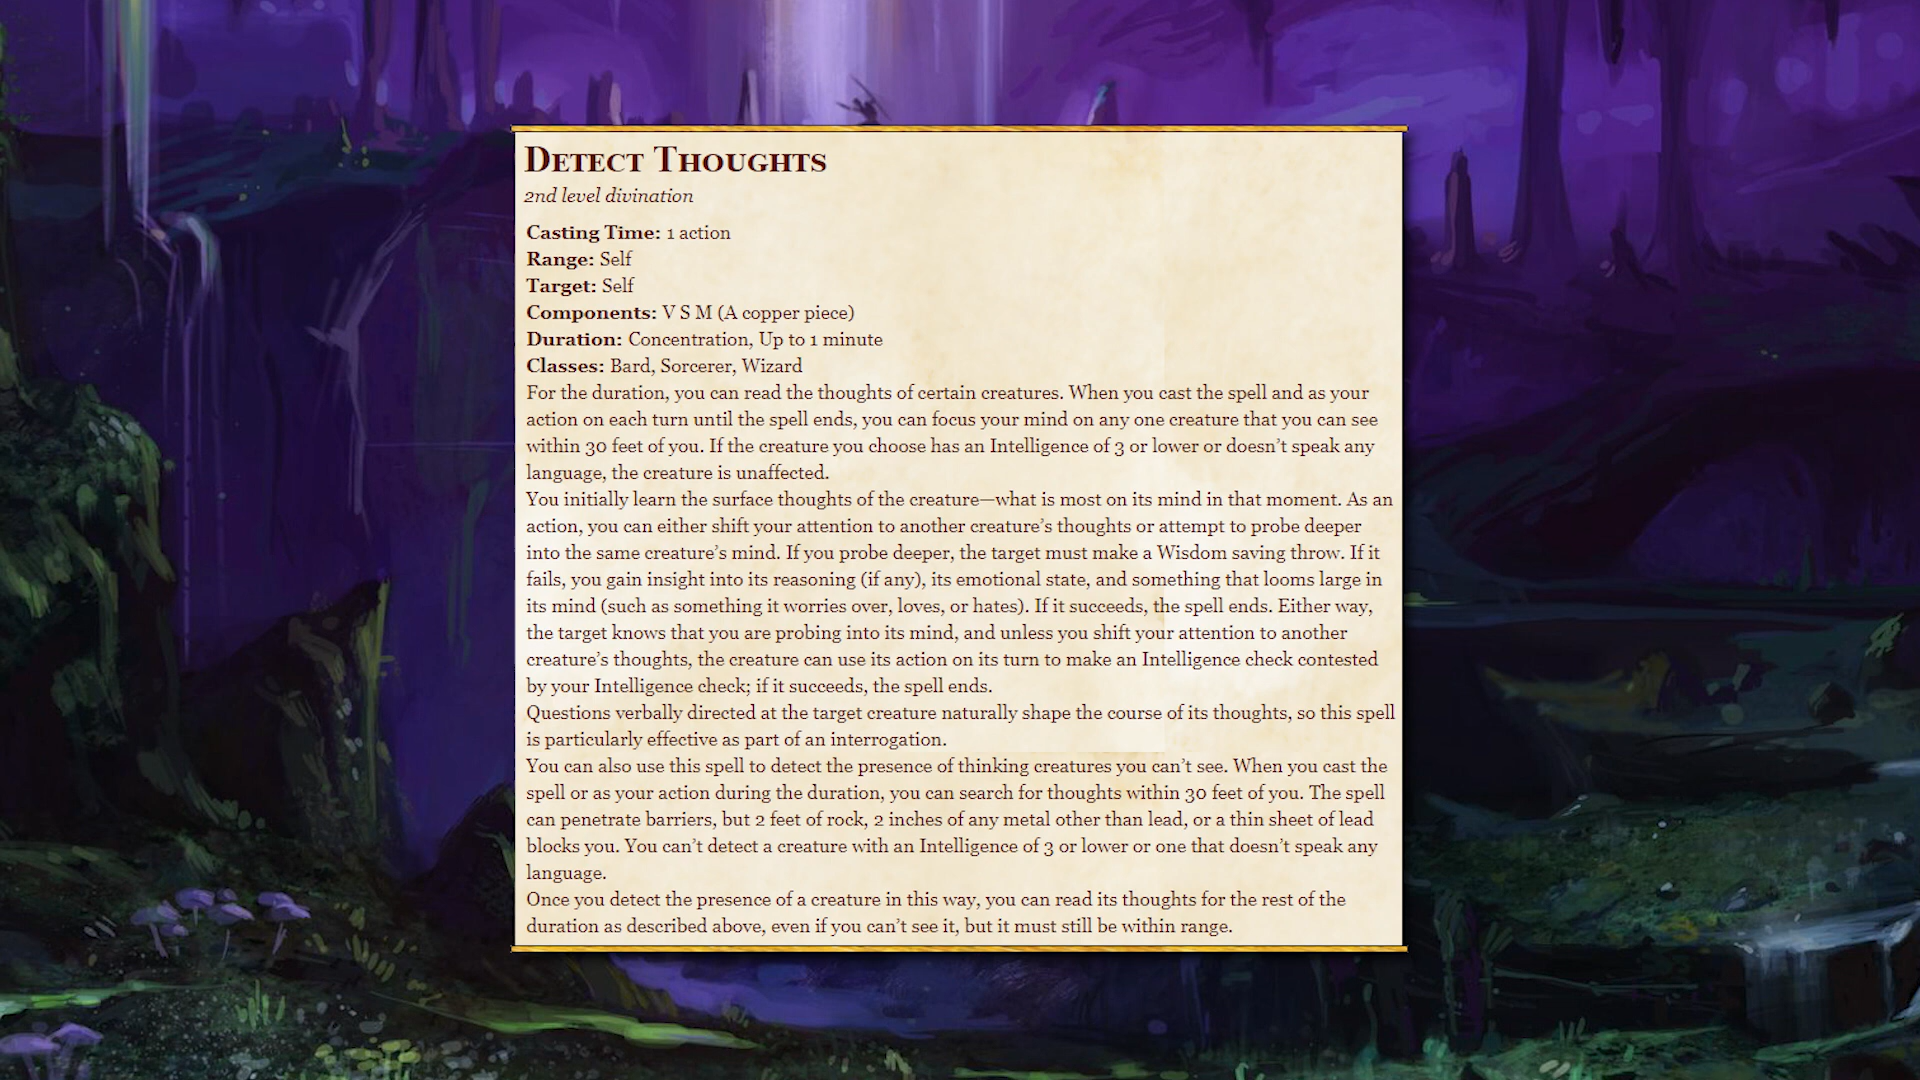 Detect Thoughts
2nd level divination
Casting Time: 1 action
Range: Self
Target: Self
Components: V S M (A copper piece)
Duration: Concentration, Up to 1 minute
Classes: Bard, Sorcerer, Wizard
For the duration, you can read the thoughts of certain creatures. When you cast the spell and as your
action on each turn until the spell ends, you can focus your mind on any one creature that you can see
within 30 feet of you. If the creature you choose has an Intelligence of 3 or lower or doesn’t speak any
language, the creature is unaffected.
You initially learn the surface thoughts of the creature—what is most on its mind in that moment. As an
action, you can either shift your attention to another creature’s thoughts or attempt to probe deeper
into the same creature’s mind. If you probe deeper, the target must make a Wisdom saving throw. If it
fails, you gain insight into its reasoning (if any), its emotional state, and something that looms large in
its mind (such as something it worries over, loves, or hates). If it succeeds, the spell ends. Either way,
the target knows that you are probing into its mind, and unless you shift your attention to another
creature’s thoughts, the creature can use its action on its turn to make an Intelligence check contested
by your Intelligence check; if it succeeds, the spell ends.
Questions verbally directed at the target creature naturally shape the course of its thoughts, so this spell
is particularly effective as part of an interrogation.
You can also use this spell to detect the presence of thinking creatures you can’t see. When you cast the
spell or as your action during the duration, you can search for thoughts within 30 feet of you. The spell
can penetrate barriers, but 2 feet of rock, 2 inches of any metal other than lead, or a thin sheet of lead
blocks you. You can’t detect a creature with an Intelligence of 3 or lower or one that doesn’t speak any
language.
Once you detect the presence of a creature in this way, you can read its thoughts for the rest of the
duration as described above, even if you can’t see it, but it must still be within range.